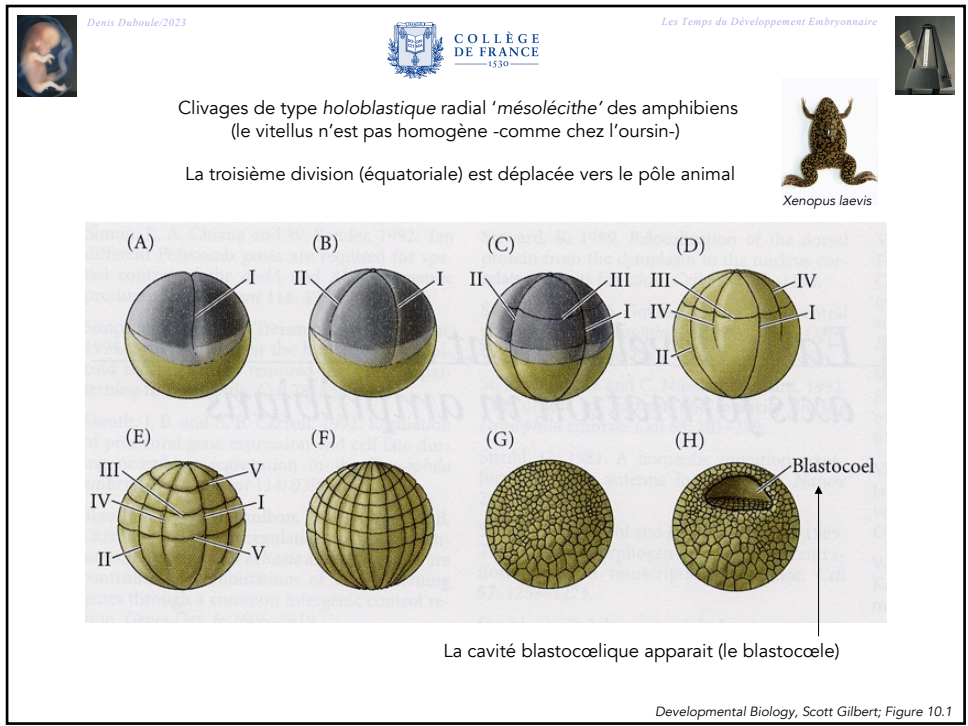 Denis Duboule/2023
Les Temps du Développement Embryonnaire
COLLÈGE
DE FRANCE
1530
Clivages de type holoblastique radial ‘mésolécithe’ des amphibiens
(le vitellus n’est pas homogène -comme chez l’oursin-)
La troisième division (équatoriale) est déplacée vers le pôle animal
Xenopus laevis
(A)
I
(B)
II
I
(C)
II
III
I
(D)
III
IV
IV
I
II
(E)
III
V
IV
I
II
V
(F)
(G)
(H)
Blastocoel
La cavité blastocœlique apparait (le blastocœle)
Developmental Biology, Scott Gilbert; Figure 10.1